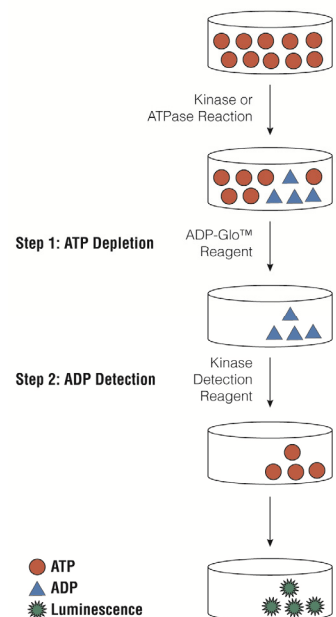 Kinase or
ATPase Reaction
Step 1: ATP Depletion
ADP-Glo™
Reagent
Step 2: ADP Detection
Kinase
Detection
Reagent
ATP
ADP
Luminescence